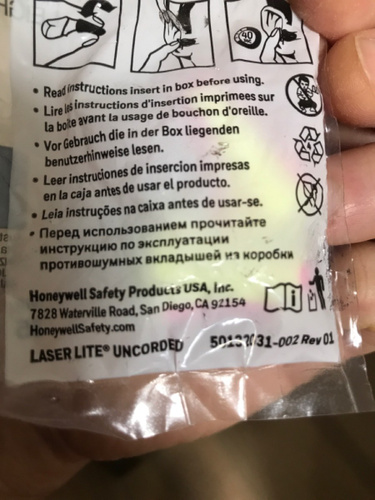 40
• Read instructions insert in box before using.
• Lire les instructions d'insertion imprimees sur
la boite avant la usage de bouchon d'oreille.
• Vor Gebrauch die in der Box liegenden
benutzerhinweise lesen.
• Leer instruciones de insercion impresas
en la caja antes de usar el producto.
• Leia instruções na caixa antes de usar-se.
• Перед использованием прочитайте
инструкцию по эксплуатации
противошумных вкладышей из коробки
Honeywell Safety Products USA, Inc.
7828 Waterville Road, San Diego, CA 92154
HoneywellSafety.com
LASER LITE® UNCORDED -002 Rev 01